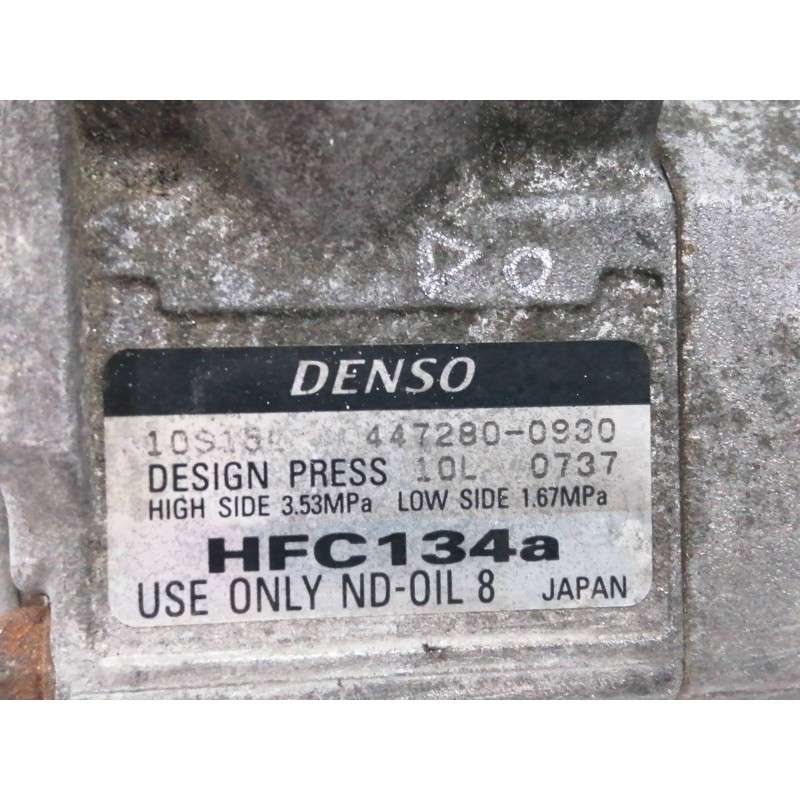 DENSO
447280-0930
DESIGN PRESS 10L 0737
HIGH SIDE 3.53MPa LOW SIDE 1.67MPa
HFC134a
USE ONLY ND-OIL 8 JAPAN